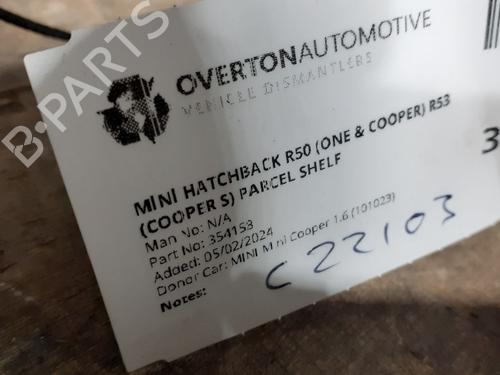 B-PARTS
OVERTONAUTOMOTIVE
VEHICLE DISMANTLERS
MINI HATCHBACK R50 (ONE & COOPER) R53
(COOPER S) PARCEL SHELF
Man No: N/A
Part No: 354158
Added: 05/02/2024
Donor Car: MINI Mini Cooper 1.6 (101023)
Notes:
C22103
3